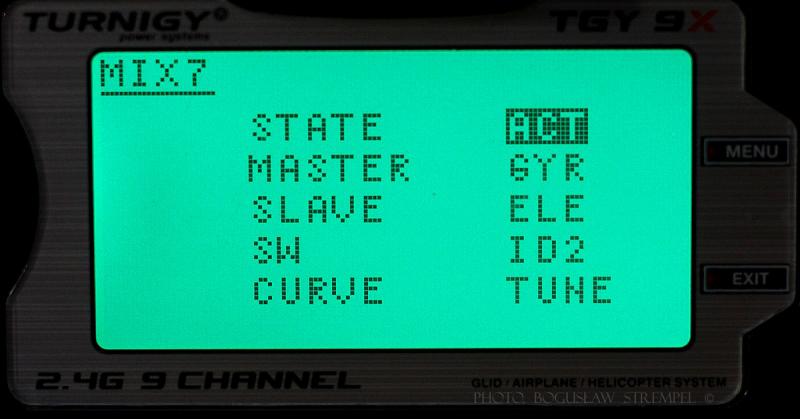 TURNIGY®
power systems
TGY 9X
MIX7
STATE ACT
MASTER GYR
SLAVE ELE
SW ID2
CURVE TUNE
MENU
EXIT
2.4G 9 CHANNEL
GLID / AIRPLANE / HELICOPTER SYSTEM
PHOTO BOGUSŁAW STREMPEL ©